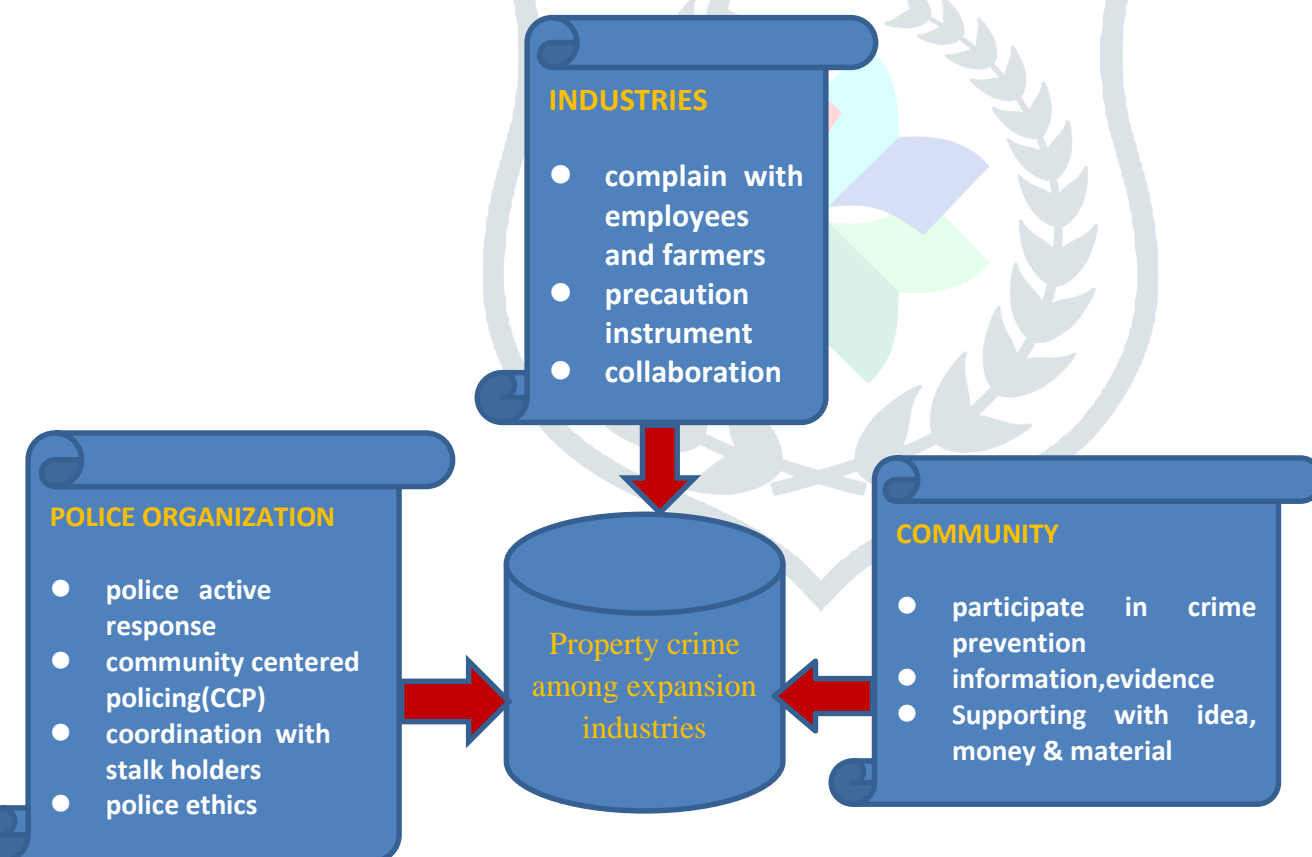 INDUSTRIES
● complain with
employees
and farmers
● precaution
instrument
● collaboration
POLICE ORGANIZATION
● police active
response
● community centered
policing(CCP)
● coordination with
stalk holders
● police ethics
Property crime
among expansion
industries
COMMUNITY
● participate in crime
prevention
● information,evidence
● Supporting with idea,
money & material